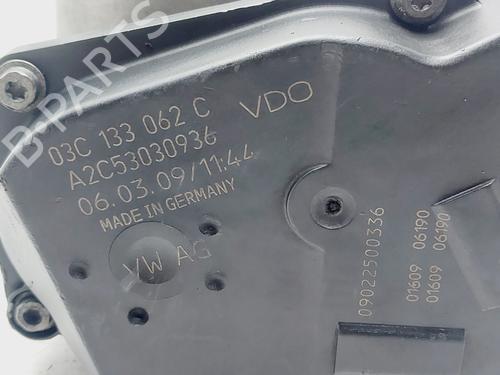 B-PARTS
03C 133 062 C
VDO
A2C53030936
06.03.09/11:44
MADE IN GERMANY
VW AG
09022500336
01609 06190
01609 06190